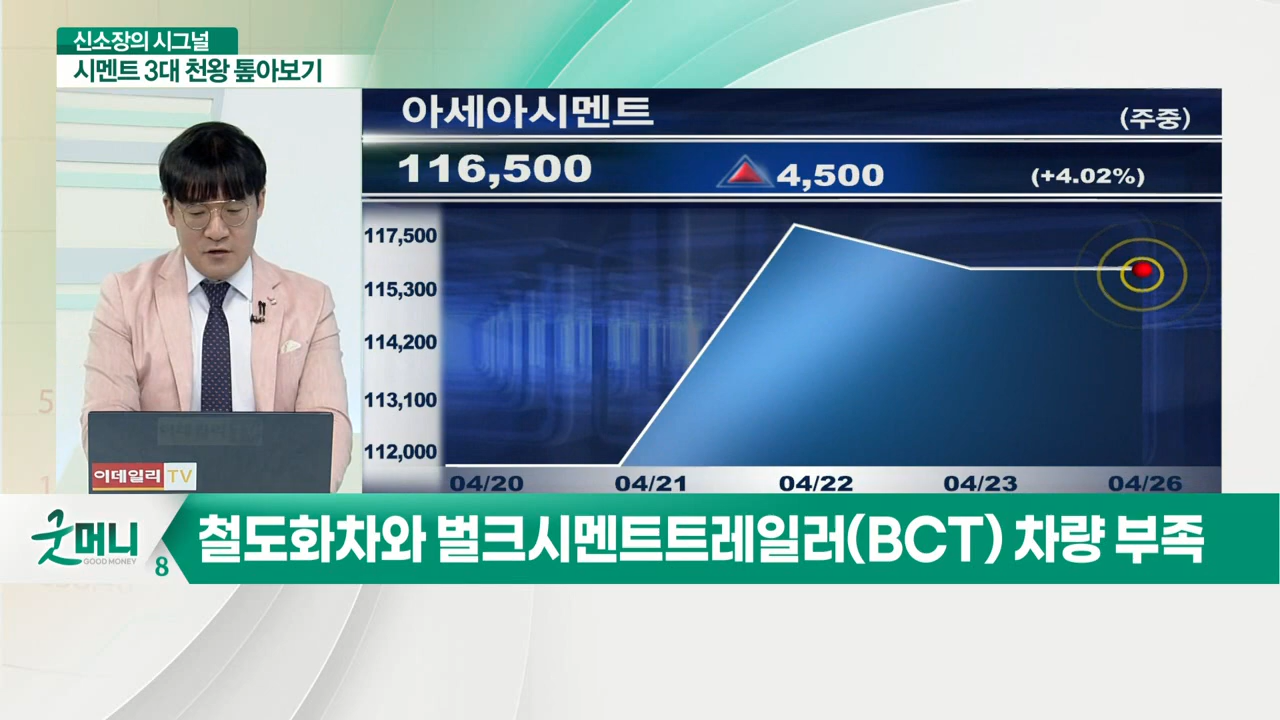 신소장의 시그널
시멘트 3대 천왕 톺아보기
아세아시멘트
(주중)
116,500
4,500
(+4.02%)
117,500
115,300
114,200
113,100
112,000
04/20
04/21
04/22
04/23
04/26
이데일리 TV
굿머니
GOOD MONEY
8
철도화차와 벌크시멘트트레일러(BCT) 차량 부족
5
1